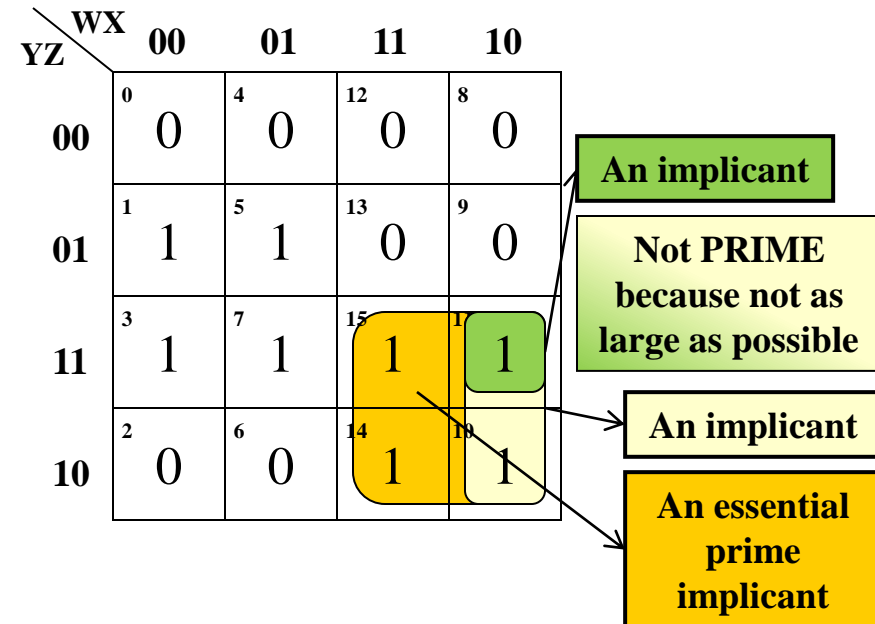 WX
YZ
00 01 11 10
0 4 12 8
00 0 0 0 0
1 5 13 9
01 1 1 0 0
3 7 15
11 1 1 1 1
2 6 14 10
10 0 0 1 1
An implicant
Not PRIME
because not as
large as possible
An implicant
An essential
prime
implicant